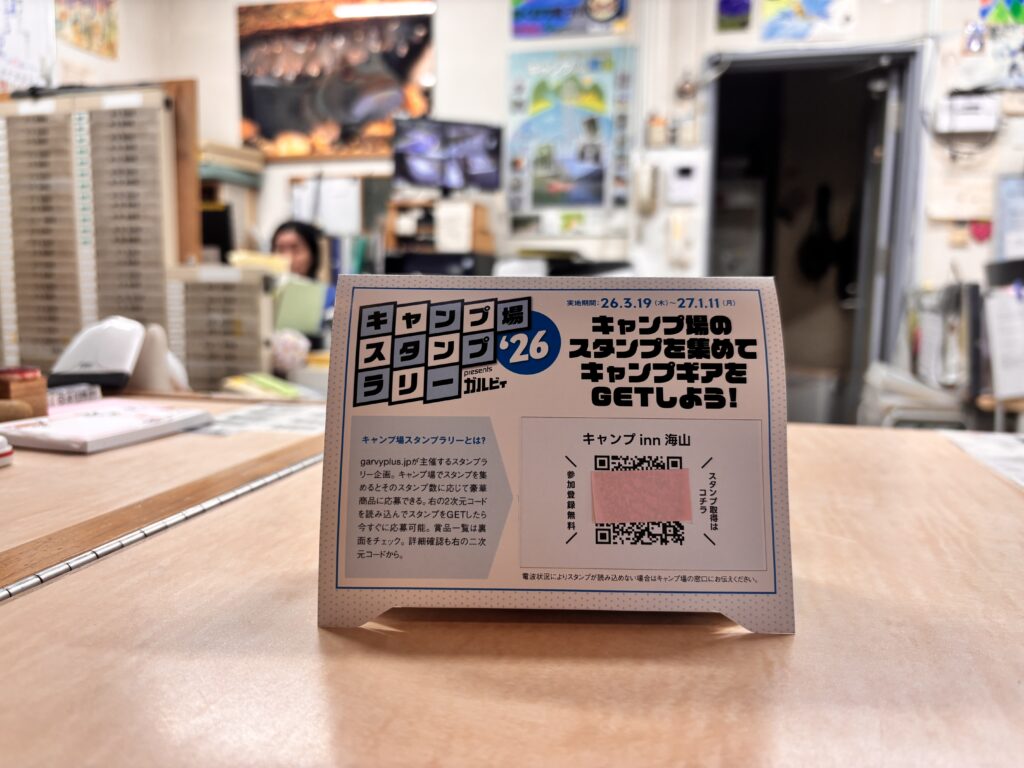 キャンプ場
スタンプ
ラリー
presents
ガルビィ
'26
実施期間：26.3.19（木）～27.1.11（月）
キャンプ場の
スタンプを集めて
キャンプギアを
GETしよう!
キャンプ場スタンプラリーとは?
garvyplus.jpが主催するスタンプラ
リー企画。キャンプ場でスタンプを集
めるとそのスタンプ数に応じて豪華
商品に応募できる。右の2次元コード
を読み込んでスタンプをGETしたら
今すぐに応募可能。賞品一覧は裏
面をチェック。詳細確認も右の二次
元コードから。
キャンプ inn 海山
参加登録無料
スタンプ取得は
コチラ
電波状況によりスタンプが読み込めない場合はキャンプ場の窓口にお伝えください。